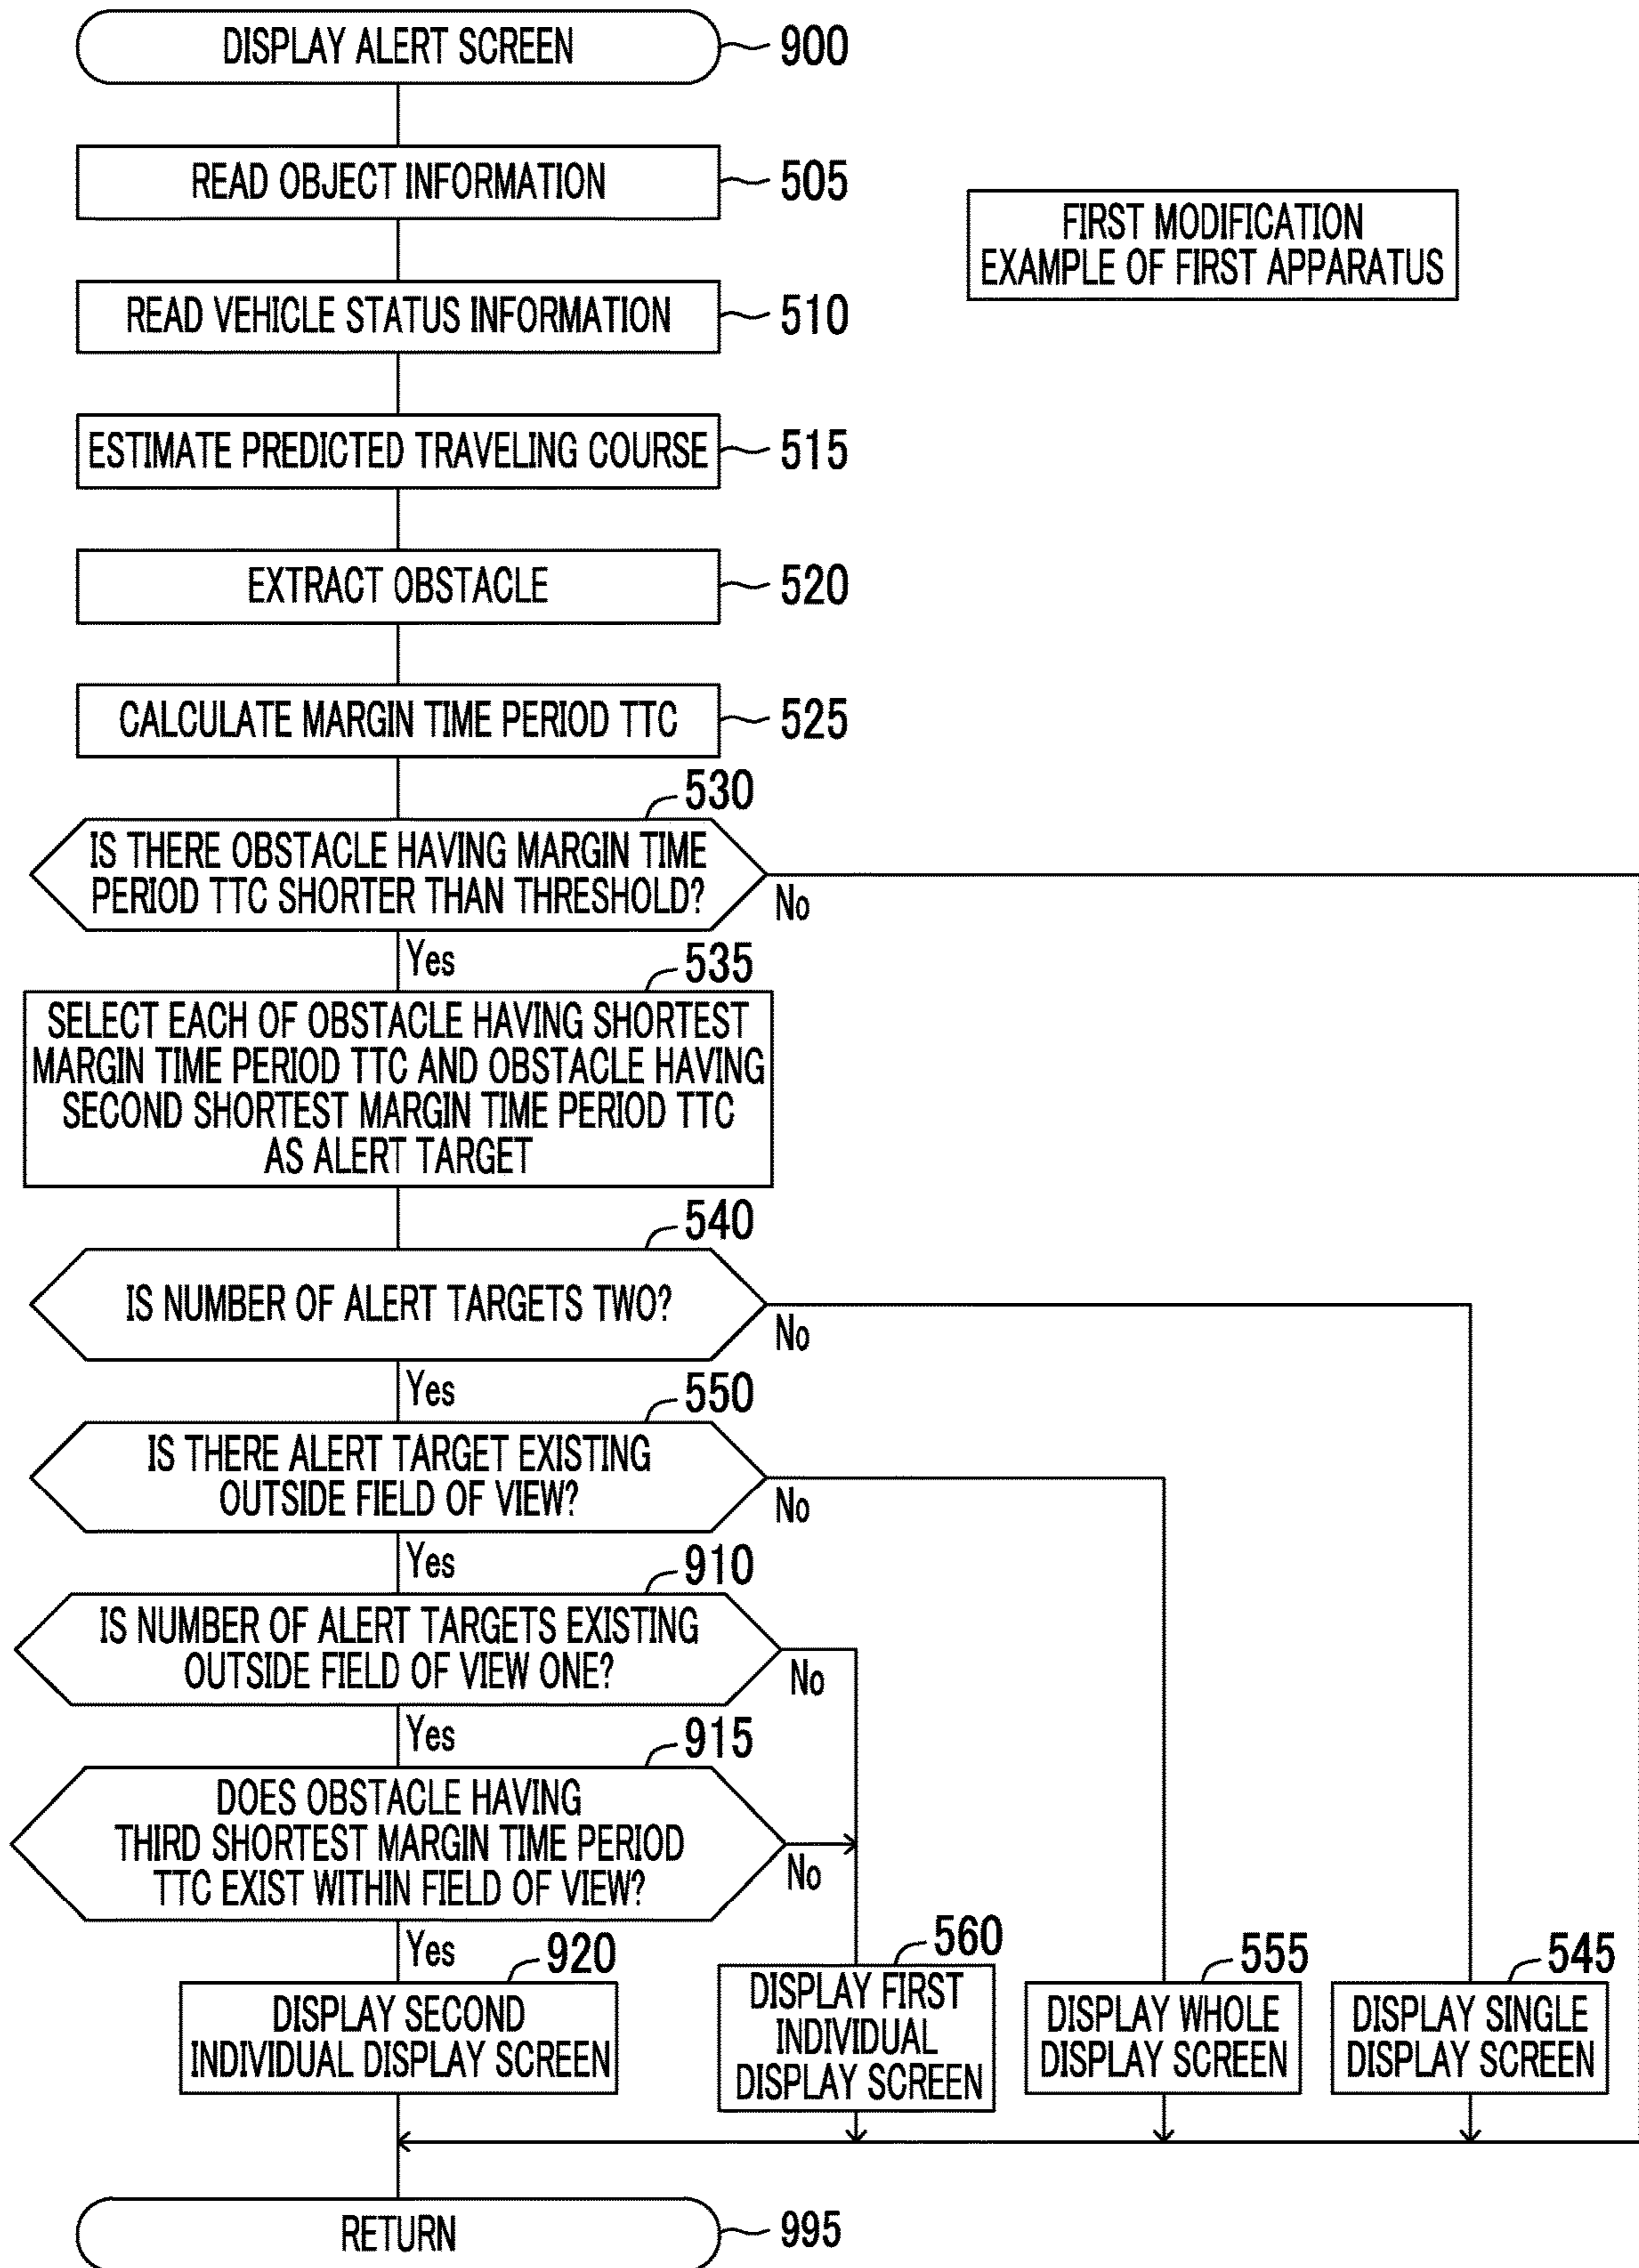 DISPLAY ALERT SCREEN
900
READ OBJECT INFORMATION
505
FIRST MODIFICATION
EXAMPLE OF FIRST APPARATUS
READ VEHICLE STATUS INFORMATION
510
ESTIMATE PREDICTED TRAVELING COURSE
515
EXTRACT OBSTACLE
520
CALCULATE MARGIN TIME PERIOD TTC
525
530
IS THERE OBSTACLE HAVING MARGIN TIME
PERIOD TTC SHORTER THAN THRESHOLD?
No
Yes
535
SELECT EACH OF OBSTACLE HAVING SHORTEST
MARGIN TIME PERIOD TTC AND OBSTACLE HAVING
SECOND SHORTEST MARGIN TIME PERIOD TTC
AS ALERT TARGET
540
IS NUMBER OF ALERT TARGETS TWO?
No
Yes
550
IS THERE ALERT TARGET EXISTING
OUTSIDE FIELD OF VIEW?
No
Yes
910
IS NUMBER OF ALERT TARGETS EXISTING
OUTSIDE FIELD OF VIEW ONE?
No
Yes
915
DOES OBSTACLE HAVING
THIRD SHORTEST MARGIN TIME PERIOD
TTC EXIST WITHIN FIELD OF VIEW?
No
Yes
920
DISPLAY SECOND
INDIVIDUAL DISPLAY SCREEN
560
DISPLAY FIRST
INDIVIDUAL
DISPLAY SCREEN
555
DISPLAY WHOLE
DISPLAY SCREEN
545
DISPLAY SINGLE
DISPLAY SCREEN
RETURN
995